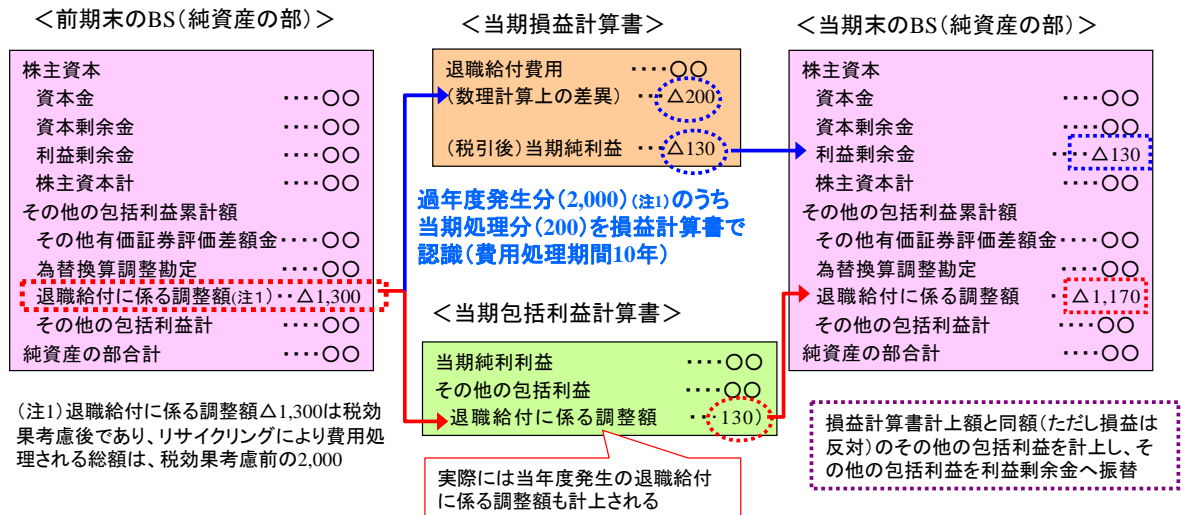 ＜前期末のBS（純資産の部）＞
株主資本
資本金 ････○○
資本剰余金 ････○○
利益剰余金 ････○○
株主資本計 ････○○
その他の包括利益累計額
その他有価証券評価差額金････○○
為替換算調整勘定 ････○○
退職給付に係る調整額(注1)･･△1,300
その他の包括利益計 ････○○
純資産の部合計 ････○○
(注1)退職給付に係る調整額△1,300は税効
果考慮後であり、リサイクリングにより費用処
理される総額は、税効果考慮前の2,000
＜当期損益計算書＞
退職給付費用 ････○○
(数理計算上の差異) ･･△200
(税引後)当期純利益 ･･･△130
過年度発生分(2,000)(注1)のうち
当期処理分(200)を損益計算書で
認識(費用処理期間10年)
＜当期包括利益計算書＞
当期純利利益 ････○○
その他の包括利益 ････○○
退職給付に係る調整額 ･･･130)
実際には当年度発生の退職給付
に係る調整額も計上される
＜当期末のBS(純資産の部)＞
株主資本
資本金 ････○○
資本剰余金 ････○○
利益剰余金 ････△130
株主資本計 ････○○
その他の包括利益累計額
その他有価証券評価差額金････○○
為替換算調整勘定 ････○○
退職給付に係る調整額 ･･△1,170
その他の包括利益計 ････○○
純資産の部合計 ････○○
損益計算書計上額と同額(ただし損益は
反対)のその他の包括利益を計上し、そ
の他の包括利益を利益剰余金へ振替